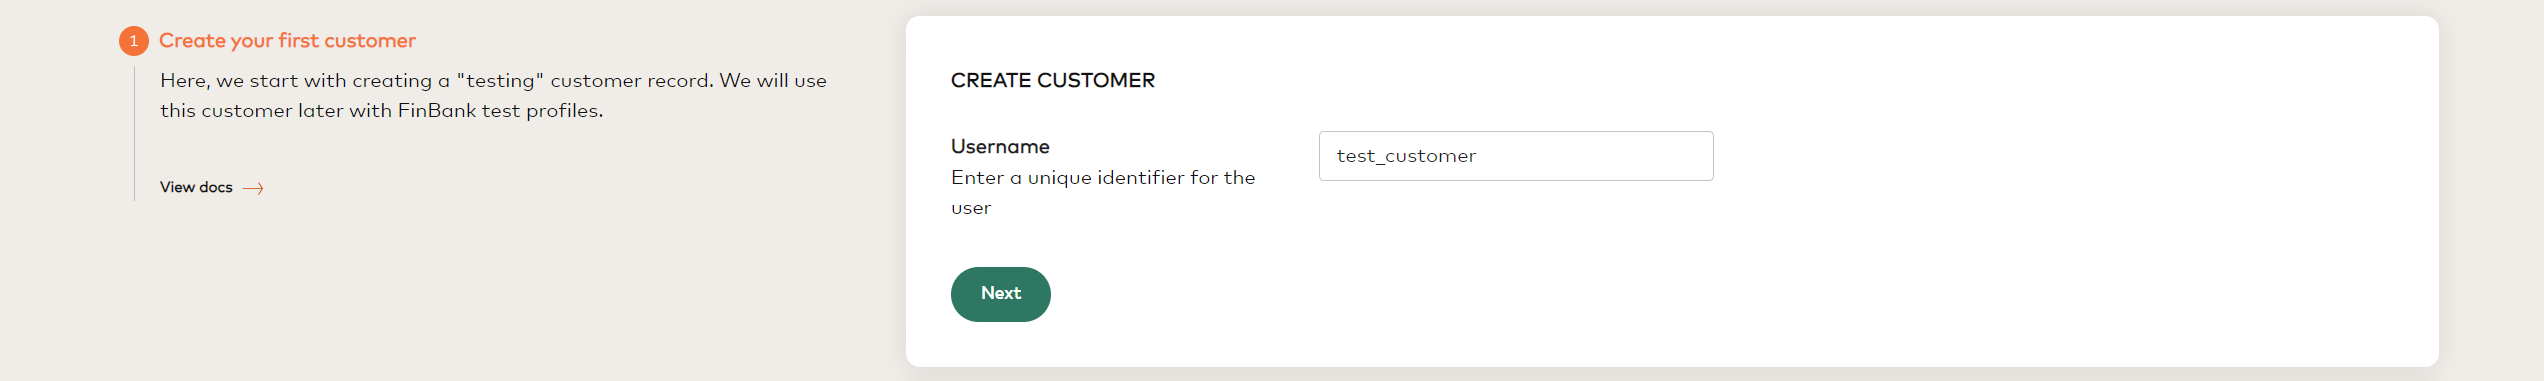 1 Create your first customer
Here, we start with creating a "testing" customer record. We will use
this customer later with FinBank test profiles.
View docs
CREATE CUSTOMER
Username
Enter a unique identifier for the
user
test_customer
Next